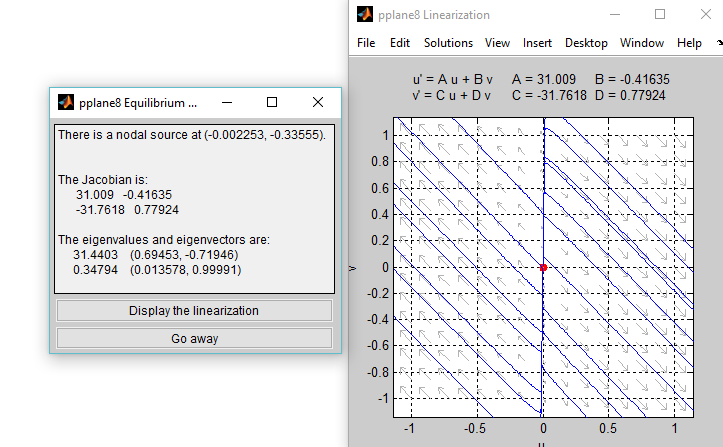 pplane8 Linearization
File Edit Solutions View Insert Desktop Window Help
u' = A u + B v A = 31.009 B = -0.41635
v' = C u + D v C = -31.7618 D = 0.77924
pplane8 Equilibrium ...
There is a nodal source at (-0.002253, -0.33555).
The Jacobian is:
31.009 -0.41635
-31.7618 0.77924
The eigenvalues and eigenvectors are:
31.4403 (0.69453, -0.71946)
0.34794 (0.013578, 0.99991)
Display the linearization
Go away
1
0.8
0.6
0.4
0.2
0
-0.2
-0.4
-0.6
-0.8
-1
v
-1 -0.5 0 0.5 1
u